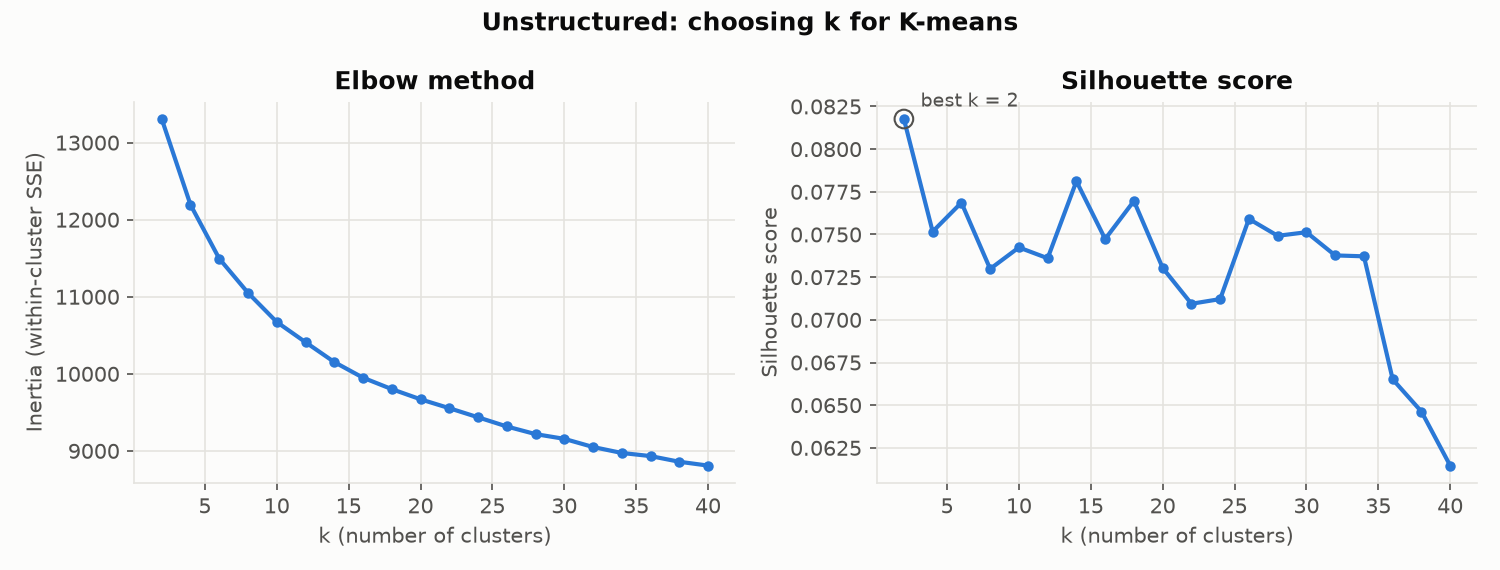 Unstructured: choosing k for K-means
Elbow method
Inertia (within-cluster SSE)
13000
12000
11000
10000
9000
5 10 15 20 25 30 35 40
k (number of clusters)
Silhouette score
best k = 2
Silhouette score
0.0825
0.0800
0.0775
0.0750
0.0725
0.0700
0.0675
0.0650
0.0625
5 10 15 20 25 30 35 40
k (number of clusters)